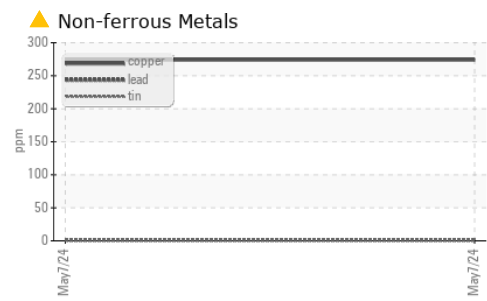 Non-ferrous Metals
300
250
200
150
100
50
0
ppm
copper
lead
tin
May7/24
May7/24